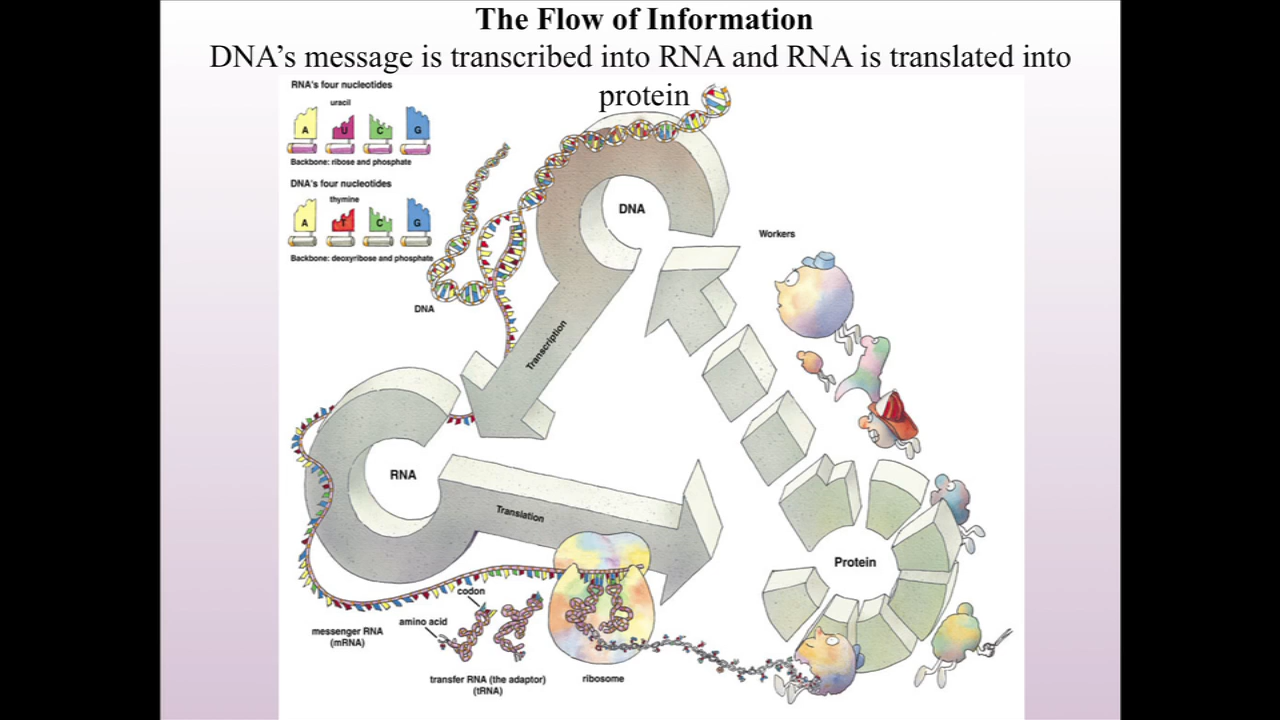 The Flow of Information
DNA’s message is transcribed into RNA and RNA is translated into
protein
RNA's four nucleotides
uracil
A U C G
Backbone: ribose and phosphate
DNA's four nucleotides
thymine
A T C G
Backbone: deoxyribose and phosphate
DNA
DNA
Workers
Transcription
RNA
Translation
Protein
codon
amino acid
messenger RNA
(mRNA)
transfer RNA (the adaptor)
(tRNA)
ribosome